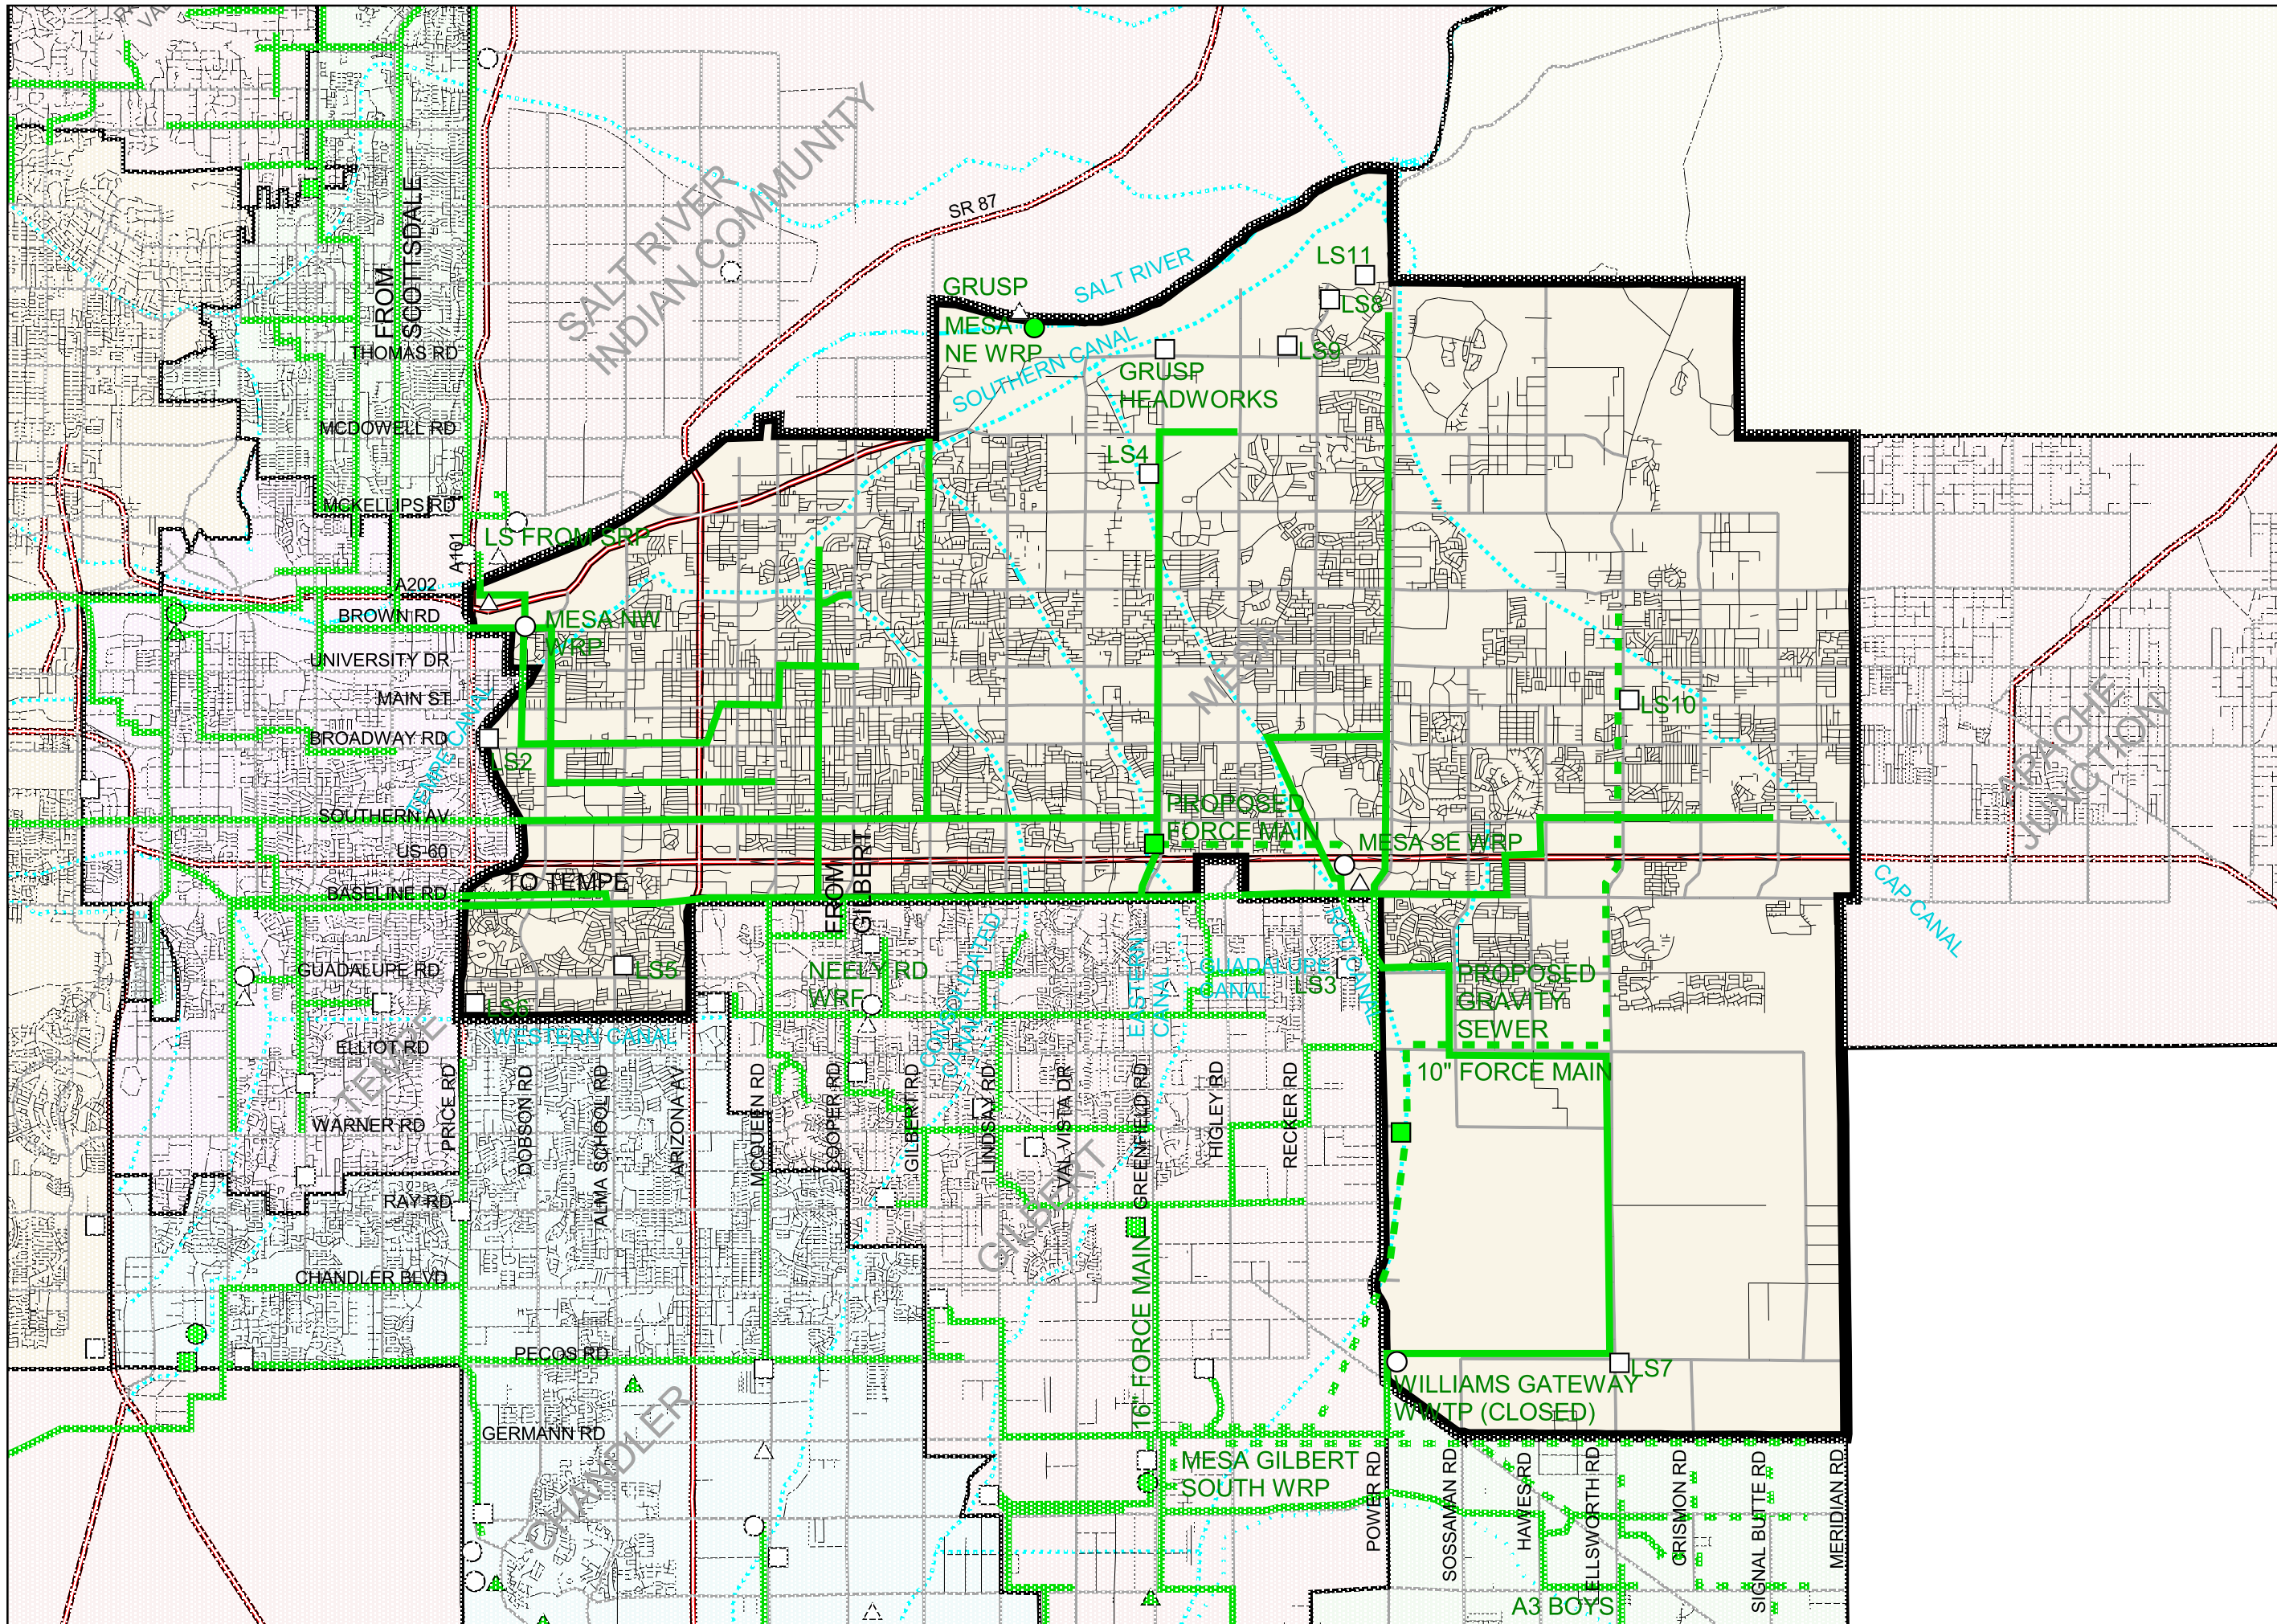 SALT RIVER
INDIAN COMMUNITY
SR 87
FROM
SCOTTSDALE
THOMAS RD
MCDOWELL RD
MCKELLIPS RD
A101
LS FROM SRP
A202
BROWN RD
MESA NW
WRP
UNIVERSITY DR
MAIN ST
BROADWAY RD
LS2
TEMPE CANAL
SOUTHERN AV
US-60
BASELINE RD
TO TEMPE
GRUSP
MESA
NE WRP
SALT RIVER
SOUTHERN CANAL
LS11
LS8
LS9
GRUSP
HEADWORKS
LS4
MESA
LS10
APACHE
JUNCTION
PROPOSED
FORCE MAIN
MESA SE WRP
CAP CANAL
FROM
GILBERT
GUADALUPE RD
LS5
LS6
WESTERN CANAL
NEELY RD
WRF
CONSOLIDATED
CANAL
EASTERN
CANAL
GUADALUPE
CANAL
LS3
RCID CANAL
PROPOSED
GRAVITY
SEWER
10" FORCE MAIN
ELLIOT RD
TEMPE
WARNER RD
PRICE RD
DOBSON RD
ALMA SCHOOL RD
ARIZONA AV
MCQUEEN RD
COOPER RD
GILBERT RD
LINDSAY RD
VAL VISTA DR
GREENFIELD RD
HIGLEY RD
RECKER RD
RAY RD
GILBERT
16" FORCE MAIN
CHANDLER BLVD
PECOS RD
CHANDLER
GERMANN RD
LS7
WILLIAMS GATEWAY
WWTP (CLOSED)
MESA GILBERT
SOUTH WRP
POWER RD
SOSSAMAN RD
HAWES RD
ELLSWORTH RD
CRISMON RD
SIGNAL BUTTE RD
MERIDIAN RD
A3 BOYS